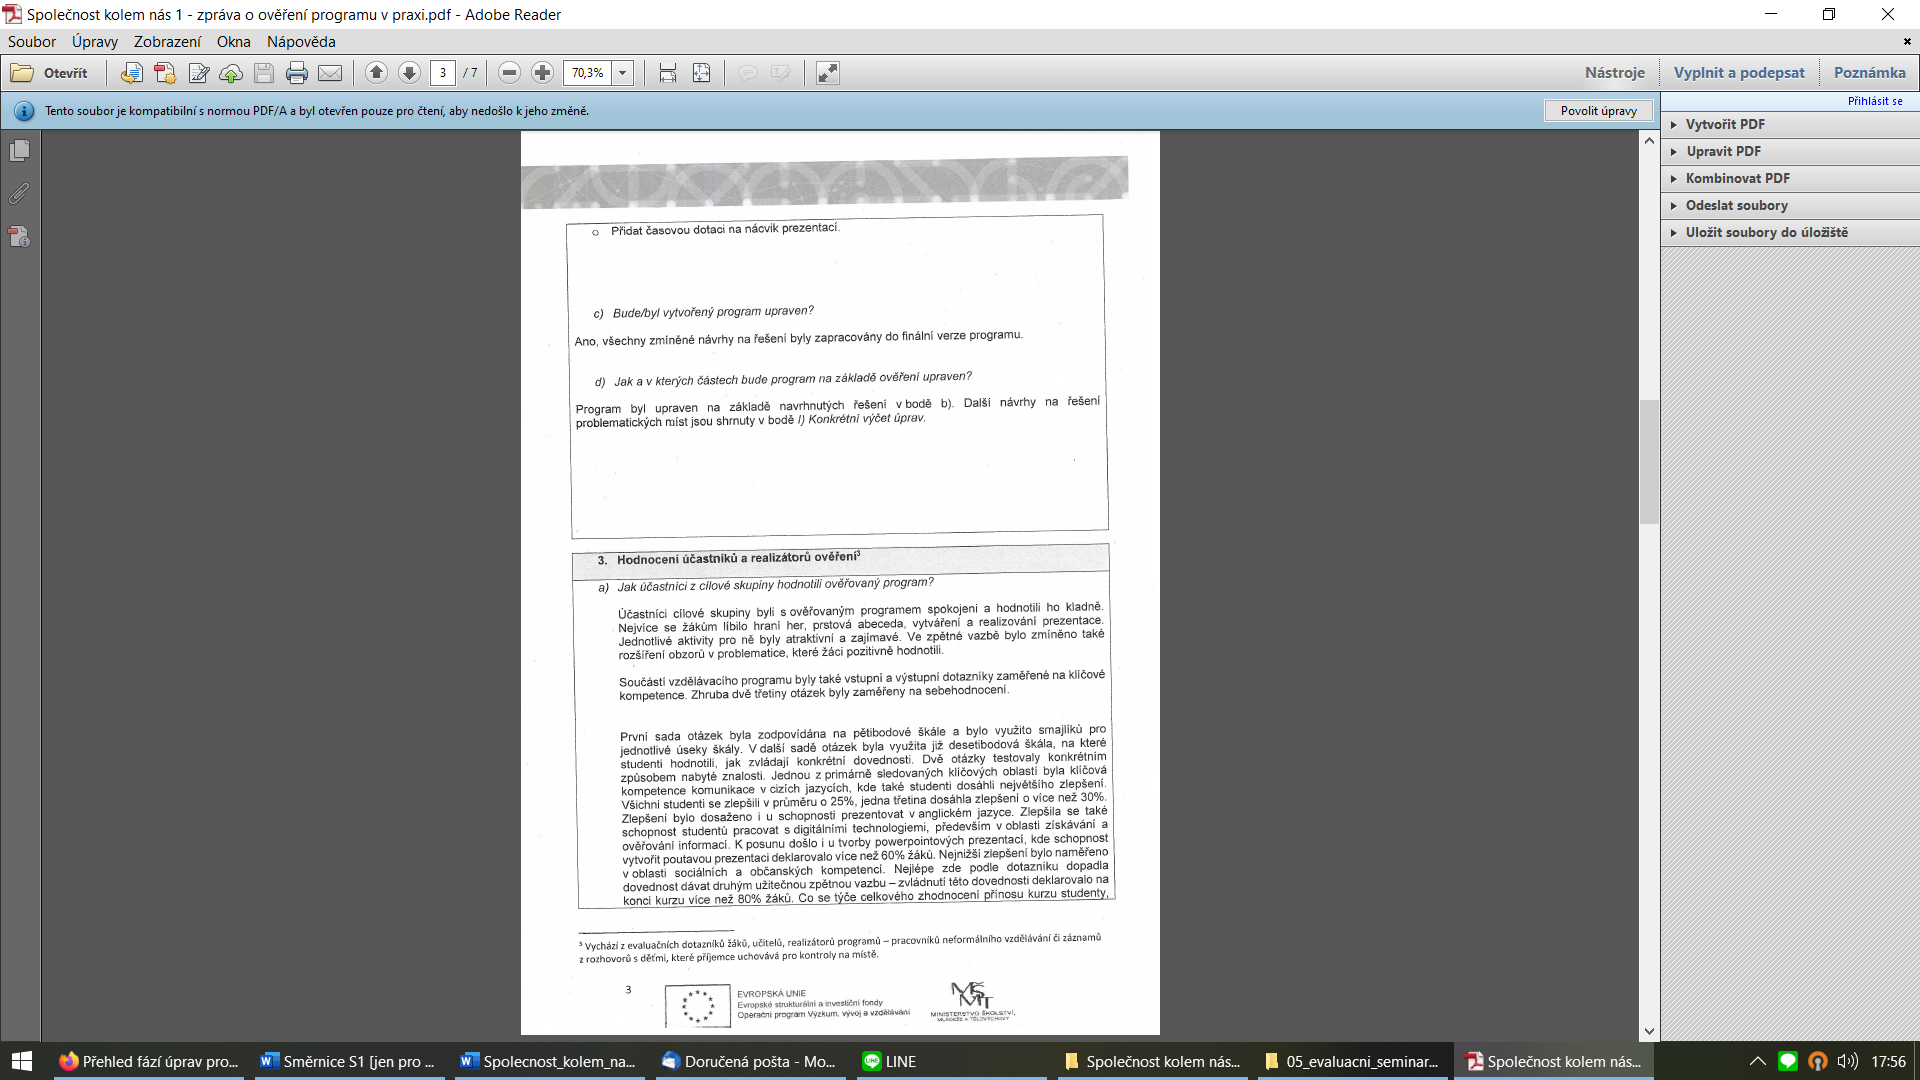 Společnost kolem nás 1 - zpráva o ověření programu v praxi.pdf - Adobe Reader
Soubor Úpravy Zobrazení Okna Nápověda
Otevřít 3 / 7 70,3% Nástroje Vyplnit a podepsat Poznámka
Tento soubor je kompatibilní s normou PDF/A a byl otevřen pouze pro čtení, aby nedošlo k jeho změně. Povolit úpravy
Přihlásit se
Vytvořit PDF
Upravit PDF
Kombinovat PDF
Odeslat soubory
Uložit soubory do úložiště
o Přidat časovou dotaci na nácvik prezentací.
c) Bude/byl vytvořený program upraven?
Ano, všechny zmíněné návrhy na řešení byly zapracovány do finální verze programu.
d) Jak a v kterých částech bude program na základě ověření upraven?
Program byl upraven na základě navrhnutých řešení v bodě b). Další návrhy na řešení
problematických míst jsou shrnuty v bodě I) Konkrétní výčet úprav.
3. Hodnocení účastníků a realizátorů ověření³
a) Jak účastníci z cílové skupiny hodnotili ověřovaný program?
Účastníci cílové skupiny byli s ověřovaným programem spokojeni a hodnotili ho kladně.
Nejvíce se žákům líbilo hraní her, prstová abeceda, vytváření a realizování prezentace.
Jednotlivé aktivity pro ně byly atraktivní a zajímavé. Ve zpětné vazbě bylo zmíněno také
rozšíření obzorů v problematice, které žáci pozitivně hodnotili.
Součástí vzdělávacího programu byly také vstupní a výstupní dotazníky zaměřené na klíčové
kompetence. Zhruba dvě třetiny otázek byly zaměřeny na sebehodnocení.
První sada otázek byla zodpovídána na pětibodové škále a bylo využito smajlíků pro
jednotlivé úseky škály. V další sadě otázek byla využita již desetibodová škála, na které
studenti hodnotili, jak zvládají konkrétní dovednosti. Dvě otázky testovaly konkrétním
způsobem nabyté znalosti. Jednou z primárně sledovaných klíčových oblastí byla klíčová
kompetence komunikace v cizích jazycích, kde také studenti dosáhli největšího zlepšení.
Všichni studenti se zlepšili v průměru o 25%, jedna třetina dosáhla zlepšení o více než 30%.
Zlepšení bylo dosaženo i u schopnosti prezentovat v anglickém jazyce. Zlepšila se také
schopnost studentů pracovat s digitálními technologiemi, především v oblasti získávání a
ověřování informací. K posunu došlo i u tvorby powerpointových prezentací, kde schopnost
vytvořit poutavou prezentaci deklarovalo více než 60% žáků. Nejnižší zlepšení bylo naměřeno
v oblasti sociálních a občanských kompetencí. Nejlépe zde podle dotazníku dopadla
dovednost dávat druhým užitečnou zpětnou vazbu – zvládnutí této dovednosti deklarovalo na
konci kurzu více než 80% žáků. Co se týče celkového zhodnocení přínosu kurzu studenty,
³ Vychází z evaluačních dotazníků žáků, učitelů, realizátorů programů – pracovníků neformálního vzdělávání či záznamů
z rozhovorů s dětmi, které příjemce uchovává pro kontroly na místě.
3
EVROPSKÁ UNIE
Evropské strukturální a investiční fondy
Operační program Výzkum, vývoj a vzdělávání
MŠMT
MINISTERSTVO ŠKOLSTVÍ,
MLÁDEŽE A TĚLOVÝCHOVY
Přehled fází úprav pro... Směrnice S1 [jen pro ... Spolecnost_kolem_na... Doručená pošta - Mo... LINE Společnost kolem nás... 05_evaluacni_seminar... Společnost kolem nás... 17:56